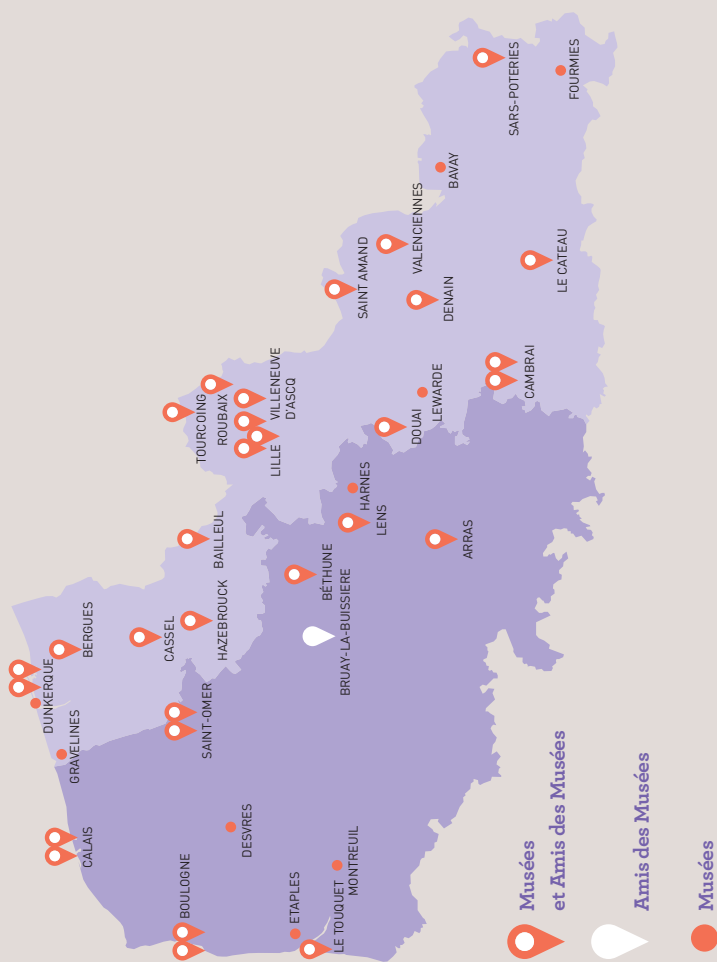 DUNKERQUE
GRAVELINES
BERGUES
CALAIS
CASSEL
BAILLEUL
HAZEBROUCK
SAINT-OMER
BOULOGNE
DESVRES
ETAPLES
LE TOUQUET
MONTREUIL
TOURCOING
ROUBAIX
VILLENEUVE
D'ASCQ
LILLE
BÉTHUNE
BRUAY-LA-BUISSIERE
HARNES
LENS
ARRAS
DOUAI
LEWARDE
SAINT AMAND
VALENCIENNES
DENAIN
CAMBRAI
LE CATEAU
BAVAY
SARS-POTERIES
FOURMIES
Musées
et Amis des Musées
Amis des Musées
Musées